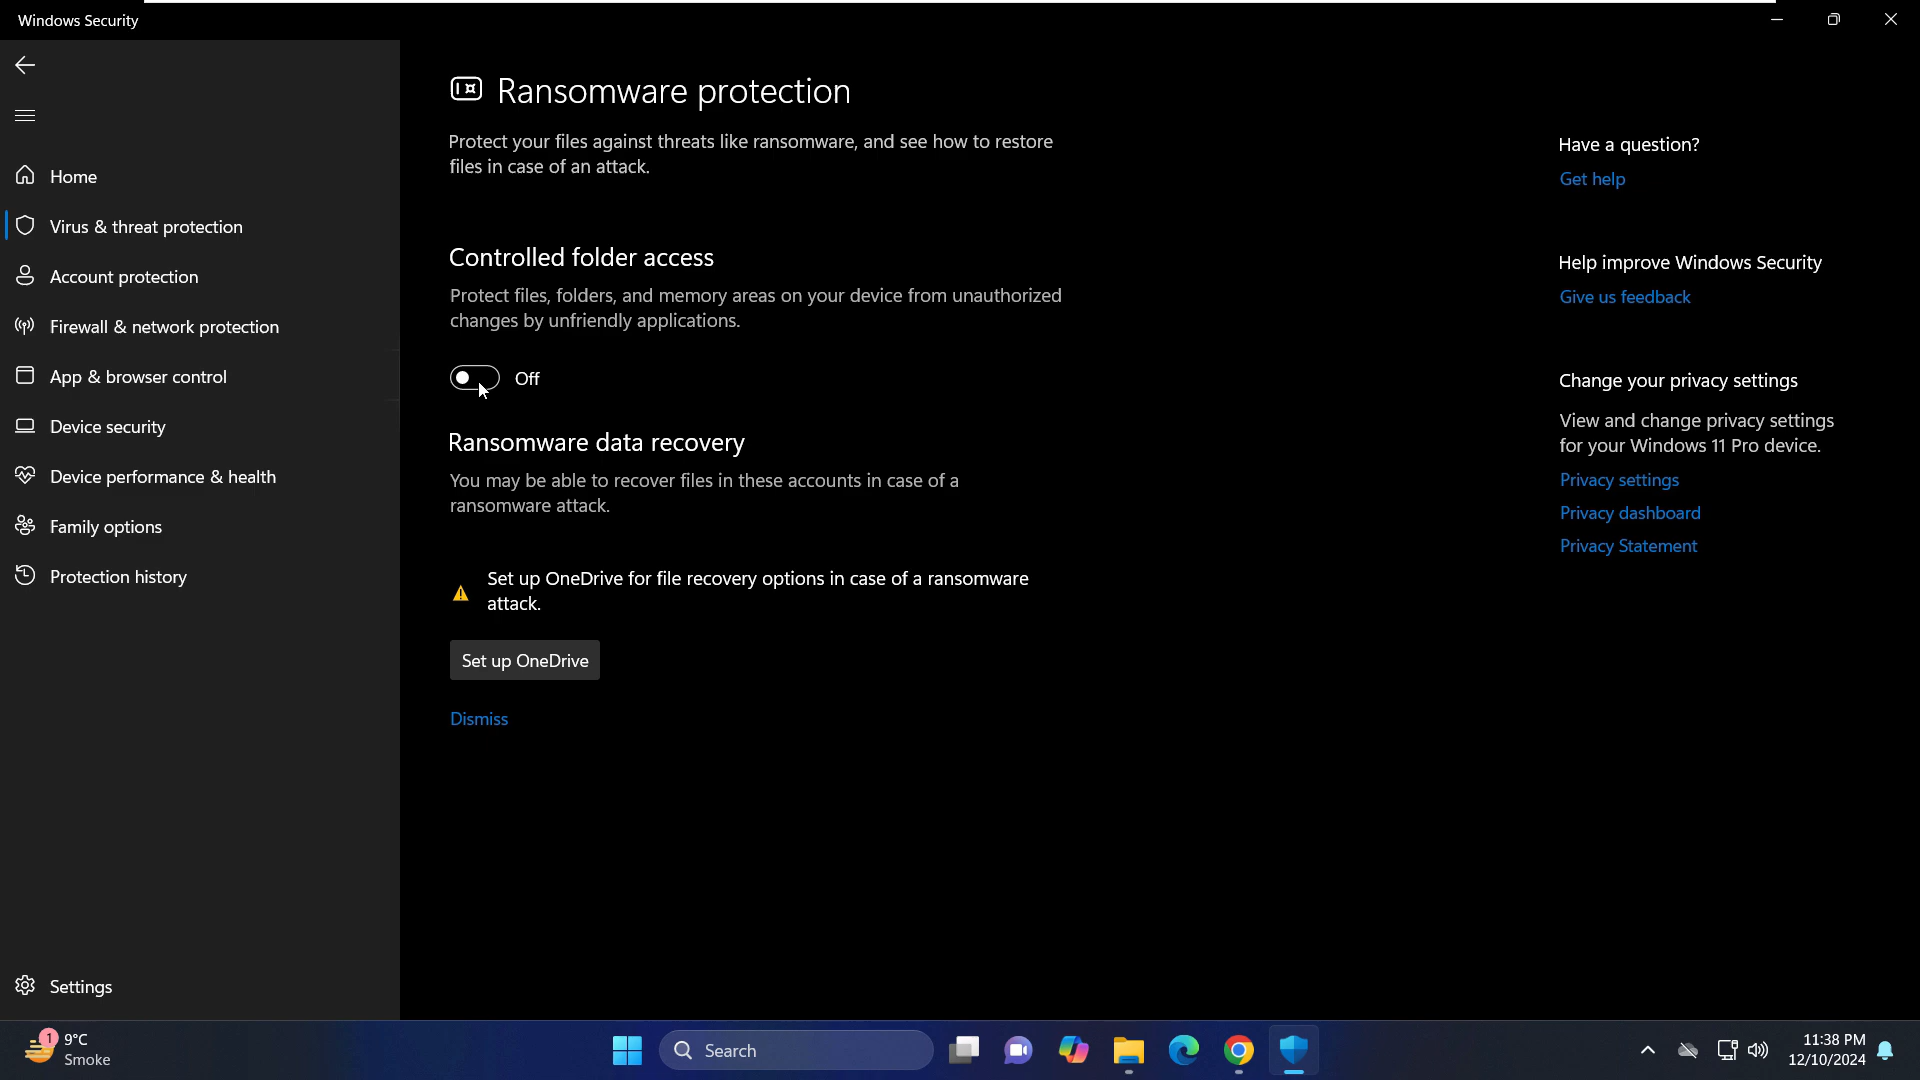 Windows Security
Home
Virus & threat protection
Account protection
Firewall & network protection
App & browser control
Device security
Device performance & health
Family options
Protection history
Settings
Ransomware protection
Protect your files against threats like ransomware, and see how to restore
files in case of an attack.
Controlled folder access
Protect files, folders, and memory areas on your device from unauthorized
changes by unfriendly applications.
Off
Ransomware data recovery
You may be able to recover files in these accounts in case of a
ransomware attack.
Set up OneDrive for file recovery options in case of a ransomware
attack.
Set up OneDrive
Dismiss
Have a question?
Get help
Help improve Windows Security
Give us feedback
Change your privacy settings
View and change privacy settings
for your Windows 11 Pro device.
Privacy settings
Privacy dashboard
Privacy Statement
1
9°C
Smoke
Search
11:38 PM
12/10/2024